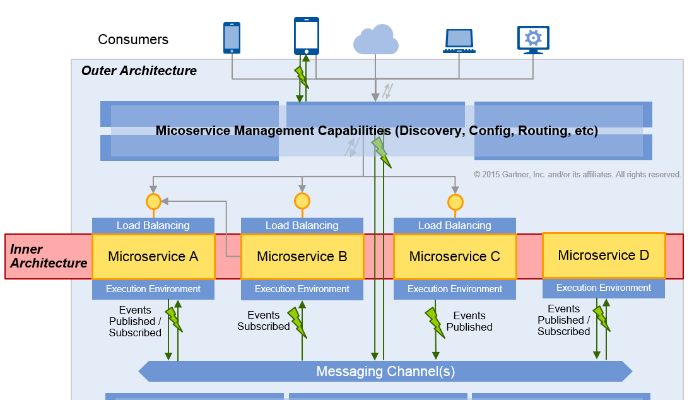 Consumers
Outer Architecture
Micoservice Management Capabilities (Discovery, Config, Routing, etc)
© 2015 Gartner, Inc. and/or its affiliates. All rights reserved.
Load Balancing
Load Balancing
Load Balancing
Inner
Architecture
Microservice A
Microservice B
Microservice C
Microservice D
Execution Environment
Execution Environment
Execution Environment
Execution Environment
Events
Published /
Subscribed
Events
Subscribed
Events
Published
Events
Published /
Subscribed
Messaging Channel(s)